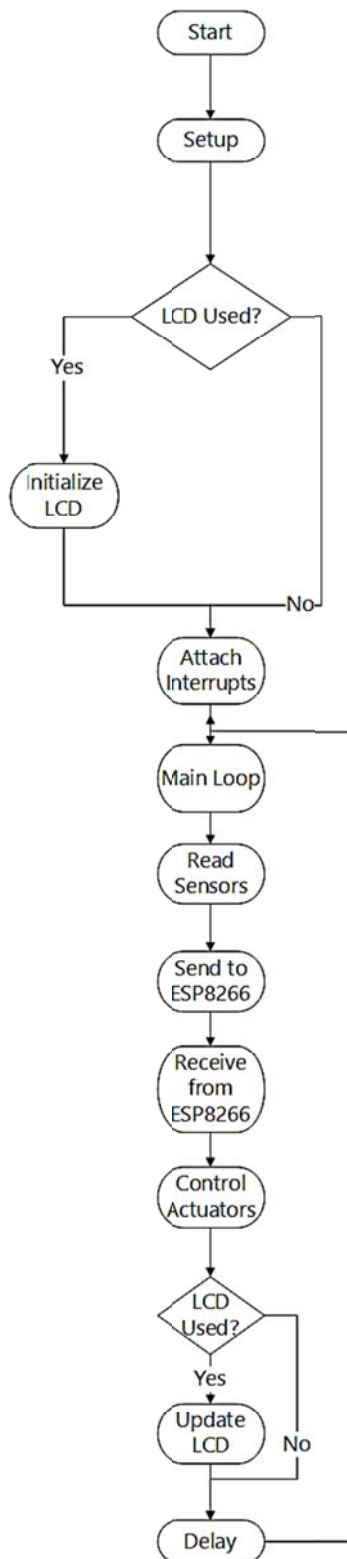 Start
Setup
LCD Used?
Yes
Initialize
LCD
No
Attach
Interrupts
Main Loop
Read
Sensors
Send to
ESP8266
Receive
from
ESP8266
Control
Actuators
LCD
Used?
Yes
Update
LCD
No
Delay